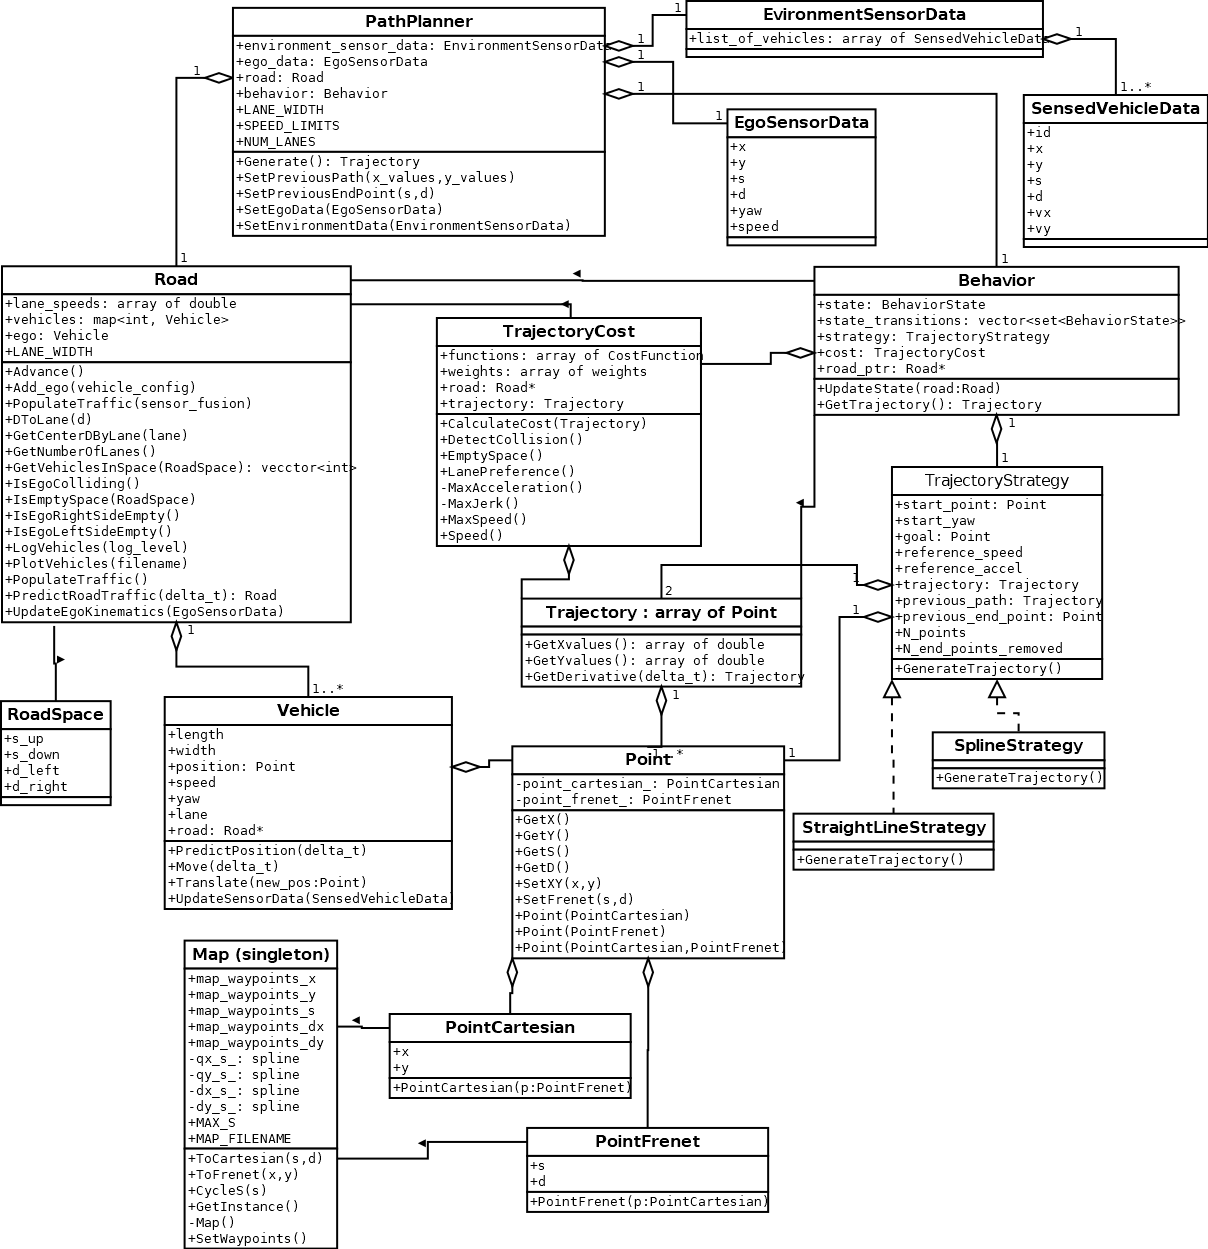 PathPlanner
+environment_sensor_data: EnvironmentSensorData
+ego_data: EgoSensorData
+road: Road
+behavior: Behavior
+LANE_WIDTH
+SPEED_LIMITS
+NUM_LANES
+Generate(): Trajectory
+SetPreviousPath(x_values,y_values)
+SetPreviousEndPoint(s,d)
+SetEgoData(EgoSensorData)
+SetEnvironmentData(EnvironmentSensorData)
1
1
1
1
1
1
1
1
1
1..*
EvironmentSensorData
+list_of_vehicles: array of SensedVehicleData
EgoSensorData
+x
+y
+s
+d
+yaw
+speed
SensedVehicleData
+id
+x
+y
+s
+d
+vx
+vy
Road
+lane_speeds: array of double
+vehicles: map<int, Vehicle>
+ego: Vehicle
+LANE_WIDTH
+Advance()
+Add_ego(vehicle_config)
+PopulateTraffic(sensor_fusion)
+DToLane(d)
+GetCenterDByLane(lane)
+GetNumberOfLanes()
+GetVehiclesInSpace(RoadSpace): vecctor<int>
+IsEgoColliding()
+IsEmptySpace(RoadSpace)
+IsEgoRightSideEmpty()
+IsEgoLeftSideEmpty()
+LogVehicles(log_level)
+PlotVehicles(filename)
+PopulateTraffic()
+PredictRoadTraffic(delta_t): Road
+UpdateEgoKinematics(EgoSensorData)
TrajectoryCost
+functions: array of CostFunction
+weights: array of weights
+road: Road*
+trajectory: Trajectory
+CalculateCost(Trajectory)
+DetectCollision()
+EmptySpace()
+LanePreference()
-MaxAcceleration()
-MaxJerk()
+MaxSpeed()
+Speed()
Behavior
+state: BehaviorState
+state_transitions: vector<set<BehaviorState>>
+strategy: TrajectoryStrategy
+cost: TrajectoryCost
+road_ptr: Road*
+UpdateState(road:Road)
+GetTrajectory(): Trajectory
1
1
TrajectoryStrategy
+start_point: Point
+start_yaw
+goal: Point
+reference_speed
+reference_accel
+trajectory: Trajectory
+previous_path: Trajectory
+previous_end_point: Point
+N_points
+N_end_points_removed
+GenerateTrajectory()
1
2
1
1
Trajectory : array of Point
+GetXvalues(): array of double
+GetYvalues(): array of double
+GetDerivative(delta_t): Trajectory
1
1..*
1
1..*
RoadSpace
+s_up
+s_down
+d_left
+d_right
Vehicle
+length
+width
+position: Point
+speed
+yaw
+lane
+road: Road*
+PredictPosition(delta_t)
+Move(delta_t)
+Translate(new_pos:Point)
+UpdateSensorData(SensedVehicleData)
Point
-point_cartesian_: PointCartesian
-point_frenet_: PointFrenet
+GetX()
+GetY()
+GetS()
+GetD()
+SetXY(x,y)
+SetFrenet(s,d)
+Point(PointCartesian)
+Point(PointFrenet)
+Point(PointCartesian,PointFrenet)
SplineStrategy
+GenerateTrajectory()
StraightLineStrategy
+GenerateTrajectory()
Map (singleton)
+map_waypoints_x
+map_waypoints_y
+map_waypoints_s
+map_waypoints_dx
+map_waypoints_dy
-qx_s_: spline
-qy_s_: spline
-dx_s_: spline
-dy_s_: spline
+MAX_S
+MAP_FILENAME
+ToCartesian(s,d)
+ToFrenet(x,y)
+CycleS(s)
+GetInstance()
-Map()
+SetWaypoints()
PointCartesian
+x
+y
+PointCartesian(p:PointFrenet)
PointFrenet
+s
+d
+PointFrenet(p:PointCartesian)